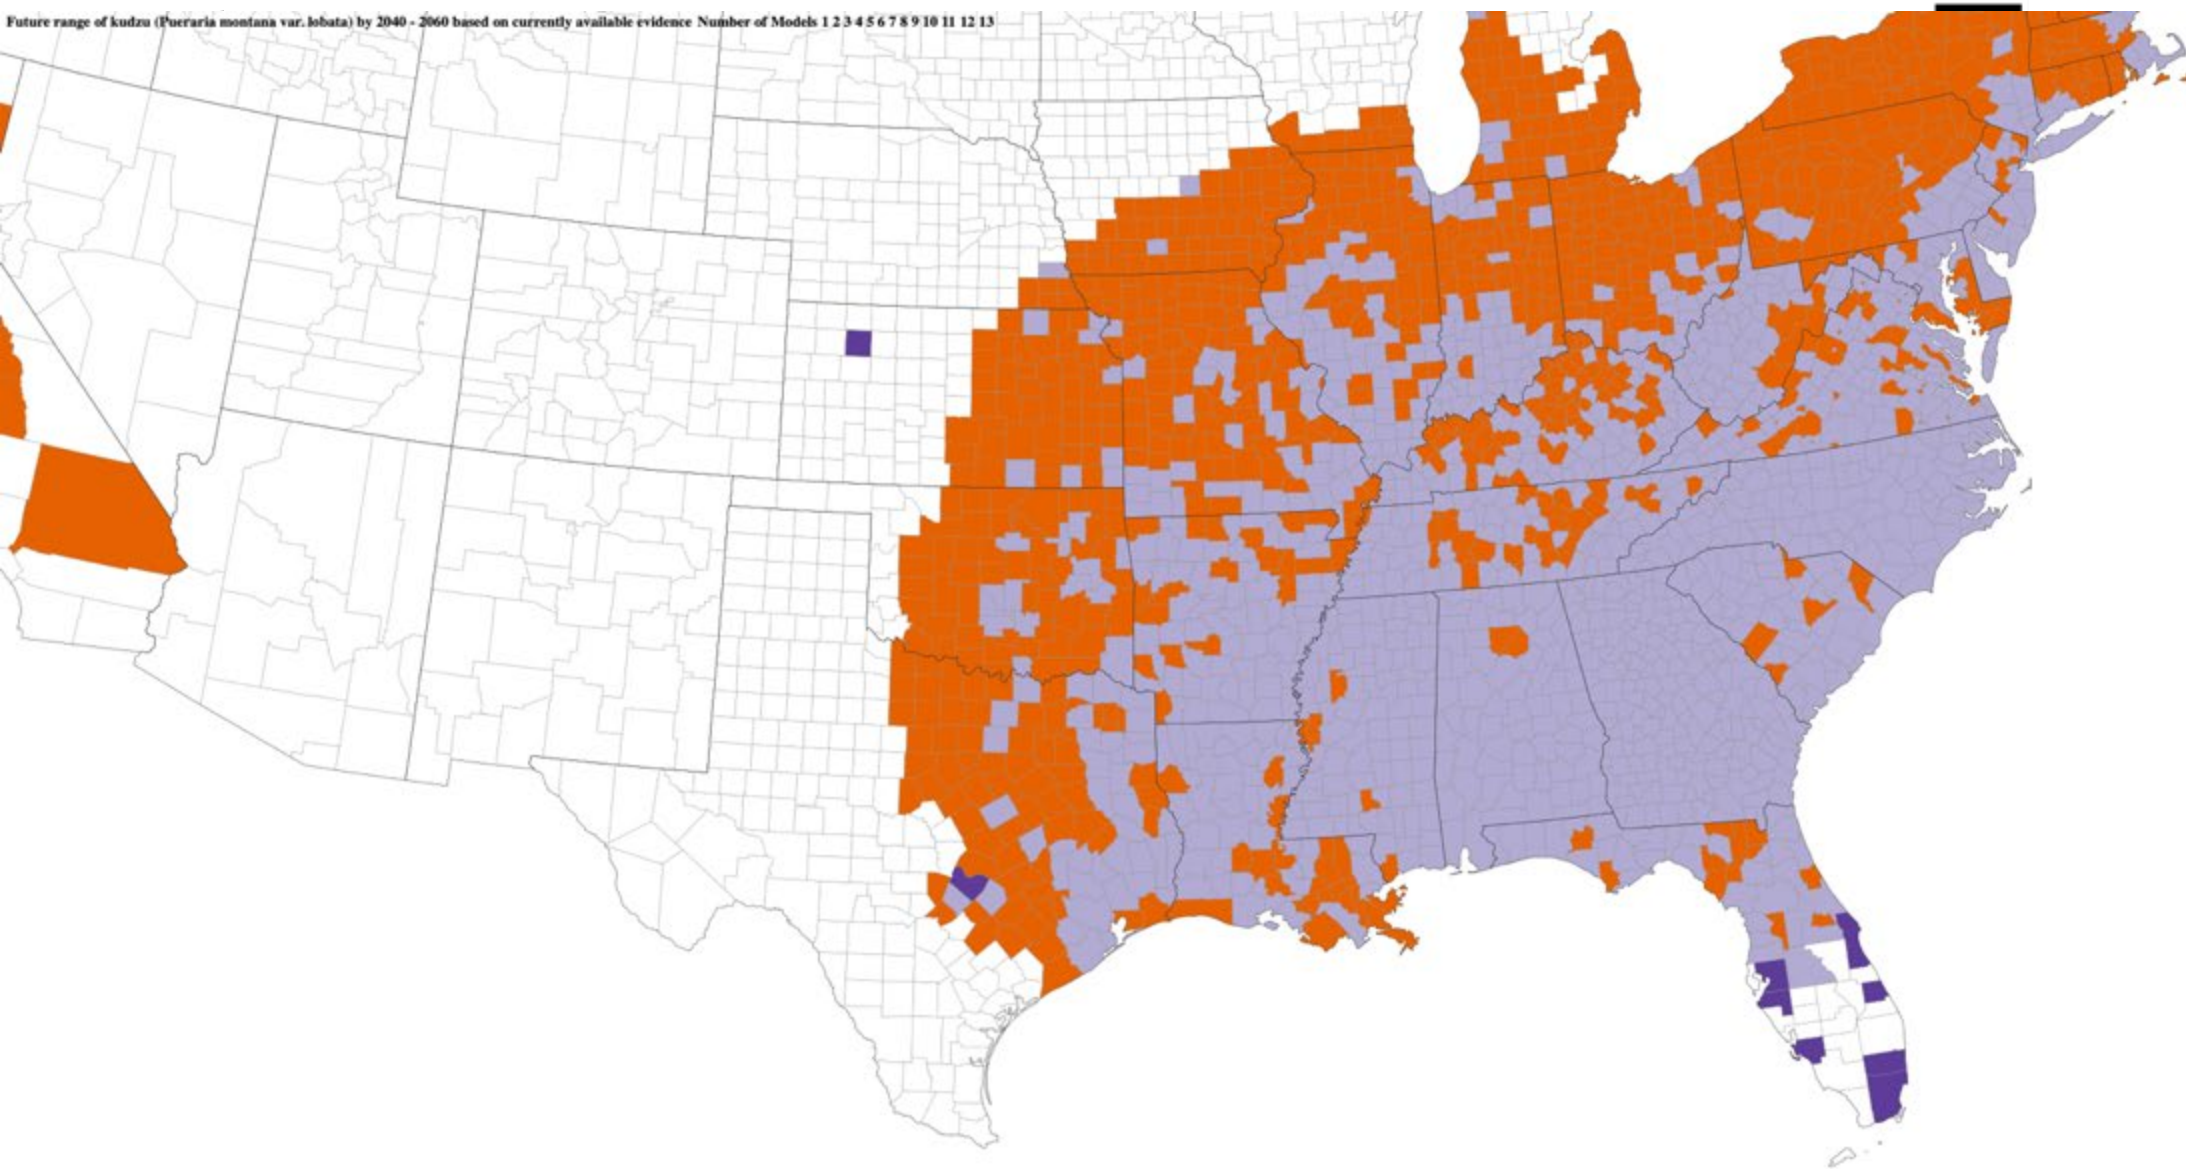 Future range of kudzu (Pueraria montana var. lobata) by 2040 - 2060 based on currently available evidence Number of Models 1 2 3 4 5 6 7 8 9 10 11 12 13